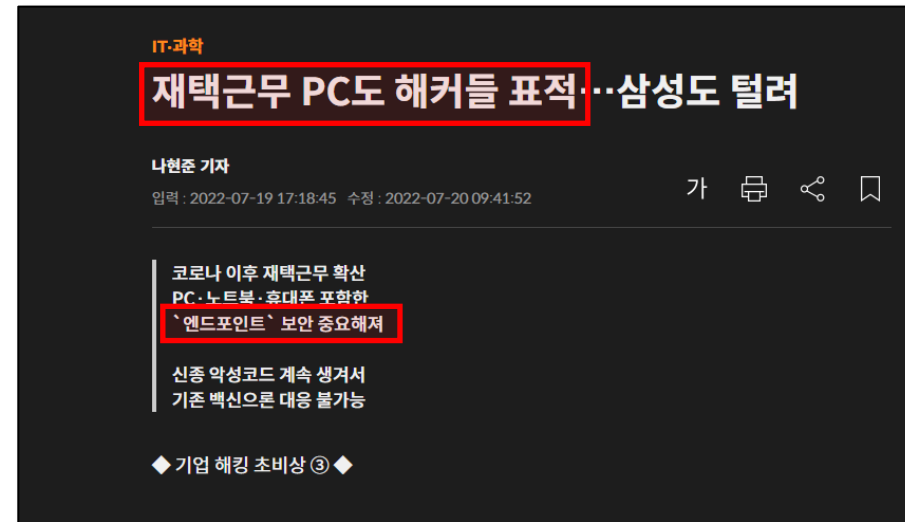 IT·과학
재택근무 PC도 해커들 표적…삼성도 털려
나현준 기자
입력 : 2022-07-19 17:18:45 수정 : 2022-07-20 09:41:52
가
코로나 이후 재택근무 확산
PC·노트북·휴대폰 포함한
`엔드포인트` 보안 중요해져
신종 악성코드 계속 생겨서
기존 백신으론 대응 불가능
◆ 기업 해킹 초비상 ③ ◆